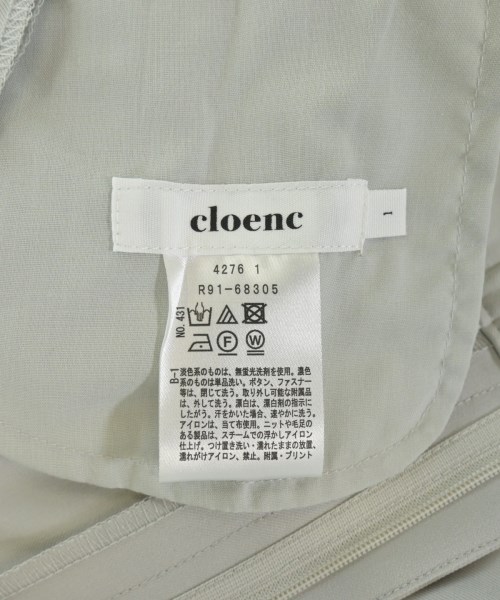 cloenc
1
4276 1
R91-68305
NO.431
F
W
B-1
淡色系のものは、無蛍光洗剤を使用。濃色
系のものは単品洗い。ボタン、ファスナー
等は、閉じて洗う。取り外し可能な附属品
は、外して洗う。漂白は、漂白剤の指示に
したがう。汗をかいた場合、速やかに洗う。
アイロンは、当て布使用。ニットや毛足の
ある製品は、スチームでの浮かしアイロン
仕上げ。つけ置き洗い・濡れたままの放置、
濡れがけアイロン、禁止。附属・プリント